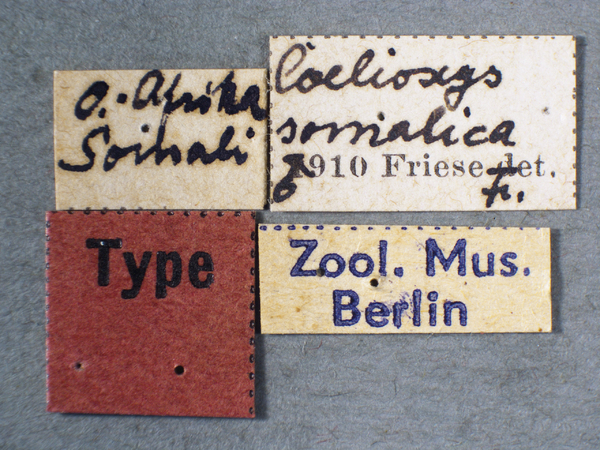 O.-Afrika
Somali
Coelioxys
somalica
♂ 1910 Friese det.
Fr.
Type
Zool. Mus.
Berlin